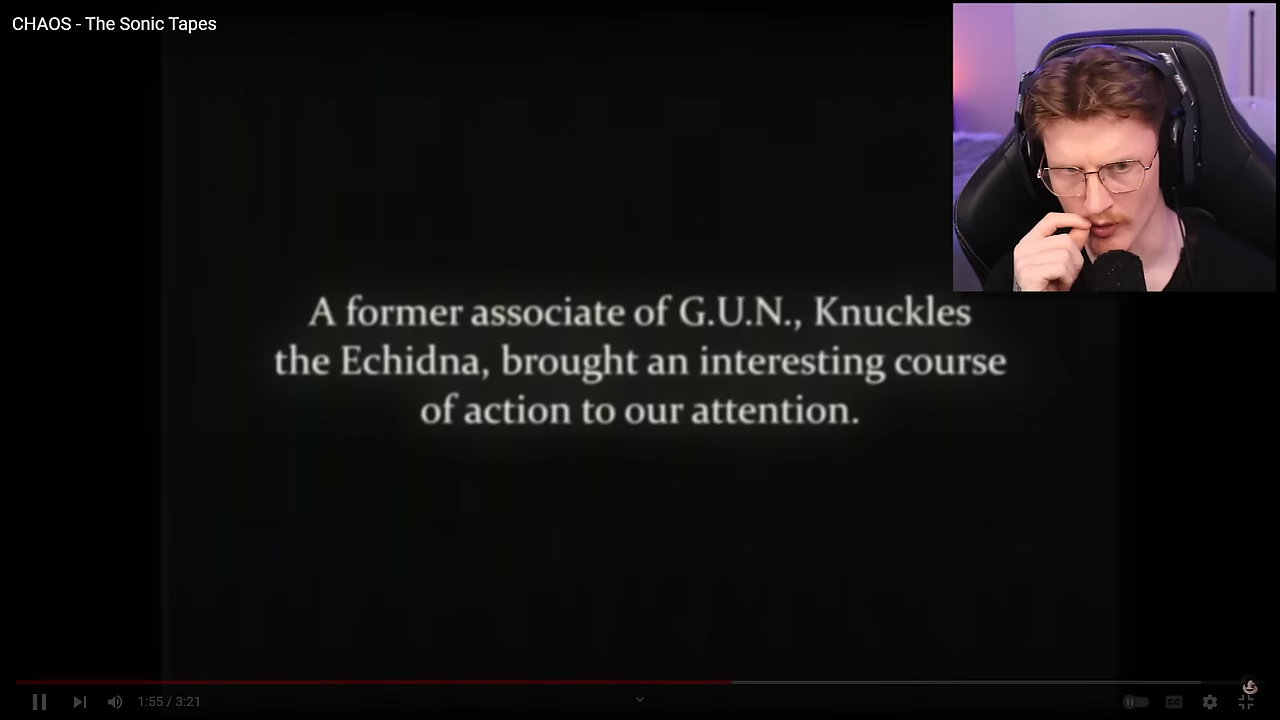 CHAOS - The Sonic Tapes
A former associate of G.U.N., Knuckles
the Echidna, brought an interesting course
of action to our attention.
1:55 / 3:21
CC